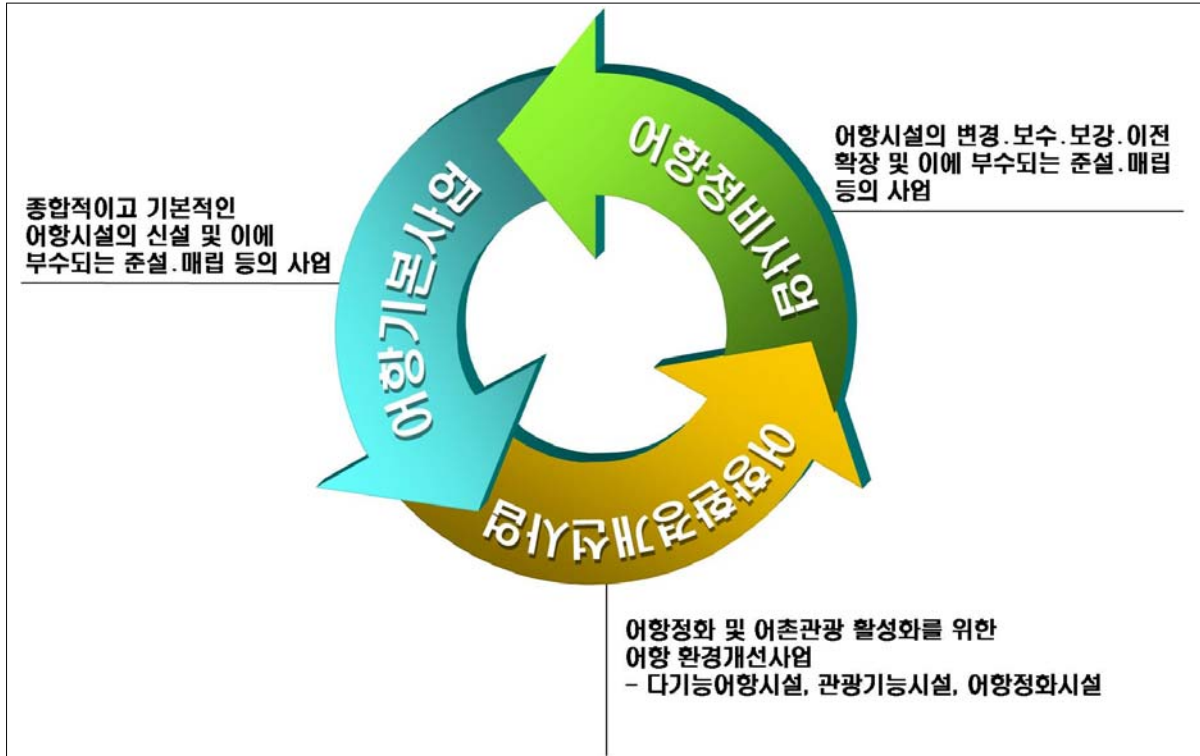 어항정비사업
어항시설의 변경.보수.보강.이전
확장 및 이에 부수되는 준설.매립
등의 사업
어항기본사업
종합적이고 기본적인
어항시설의 신설 및 이에
부수되는 준설.매립 등의 사업
어항환경개선사업
어항정화 및 어촌관광 활성화를 위한
어항 환경개선사업
- 다기능어항시설, 관광기능시설, 어항정화시설